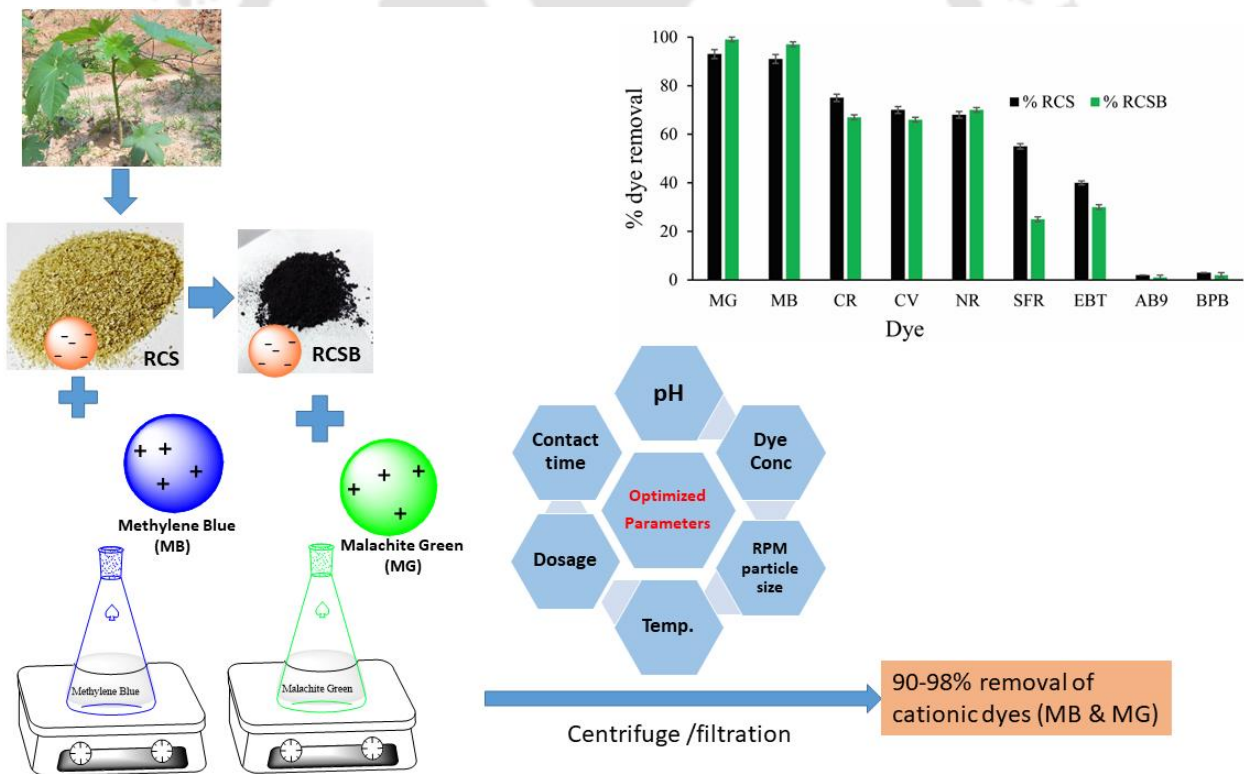 100
80
60
40
20
0
% dye removal
% RCS
% RCSB
MG
MB
CR
CV
NR
SFR
EBT
AB9
BPB
Dye
RCS
RCSB
- - - -
- - - -
+ + + +
+ + + +
Methylene Blue
(MB)
Malachite Green
(MG)
Methylene Blue
Malachite Green
pH
Contact
time
Dye
Conc
Optimized
Parameters
Dosage
RPM
particle
size
Temp.
Centrifuge /filtration
90-98% removal of
cationic dyes (MB & MG)